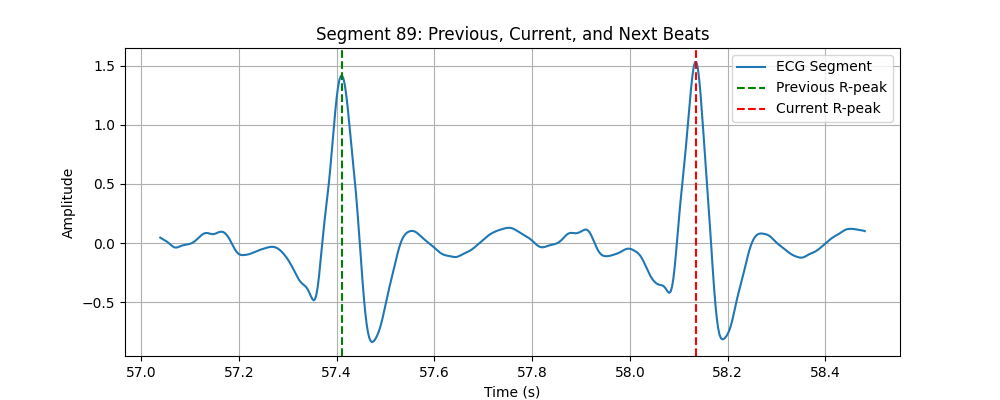 Segment 89: Previous, Current, and Next Beats
ECG Segment
Previous R-peak
Current R-peak
Amplitude
1.5
1.0
0.5
0.0
−0.5
57.0 57.2 57.4 57.6 57.8 58.0 58.2 58.4
Time (s)